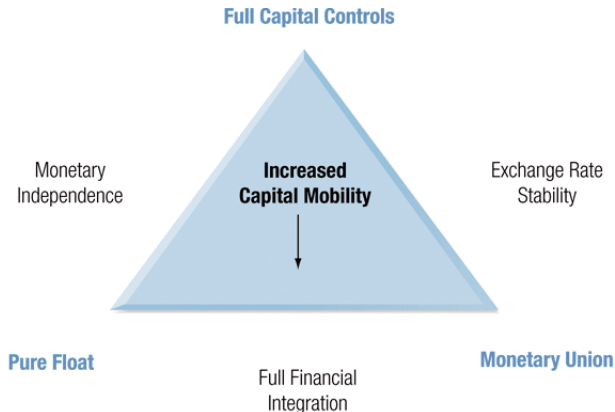 Full Capital Controls
Monetary
Independence
Increased
Capital Mobility
Exchange Rate
Stability
Pure Float
Full Financial
Integration
Monetary Union